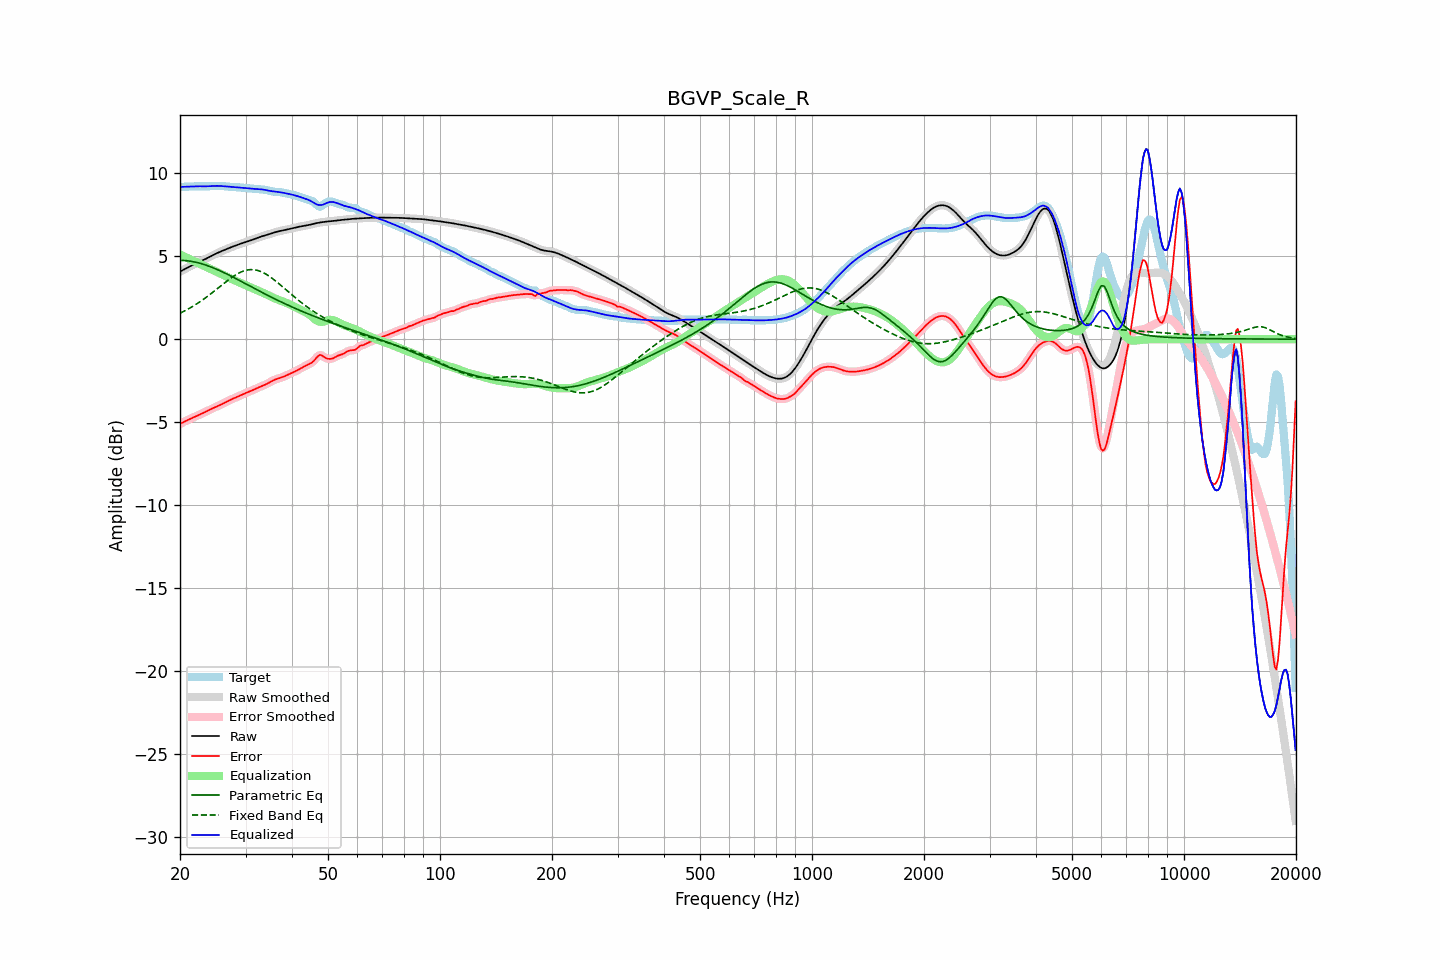 BGVP_Scale_R
Amplitude (dBr)
10
5
0
−5
−10
−15
−20
−25
−30
Target
Raw Smoothed
Error Smoothed
Raw
Error
Equalization
Parametric Eq
Fixed Band Eq
Equalized
20 50 100 200 500 1000 2000 5000 10000 20000
Frequency (Hz)